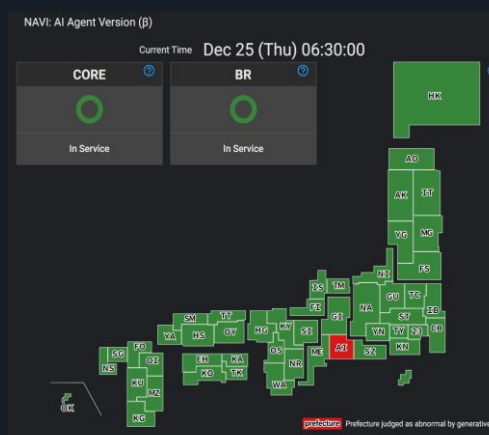 NAVI: AI Agent Version (β)
Current Time Dec 25 (Thu) 06:30:00
CORE
BR
In Service
In Service
HK
AO
AK
IT
YG
MG
FS
NI
IS
TM
FI
GI
NA
GU
TC
ST
IB
YN
TY
23
CB
KN
SM
TT
YA
HS
OY
HG
KY
SI
ME
AI
SZ
OS
NR
WA
EH
KA
KO
TK
SG
FO
OI
NS
KU
MZ
KG
OK
prefecture Prefecture judged as abnormal by generative